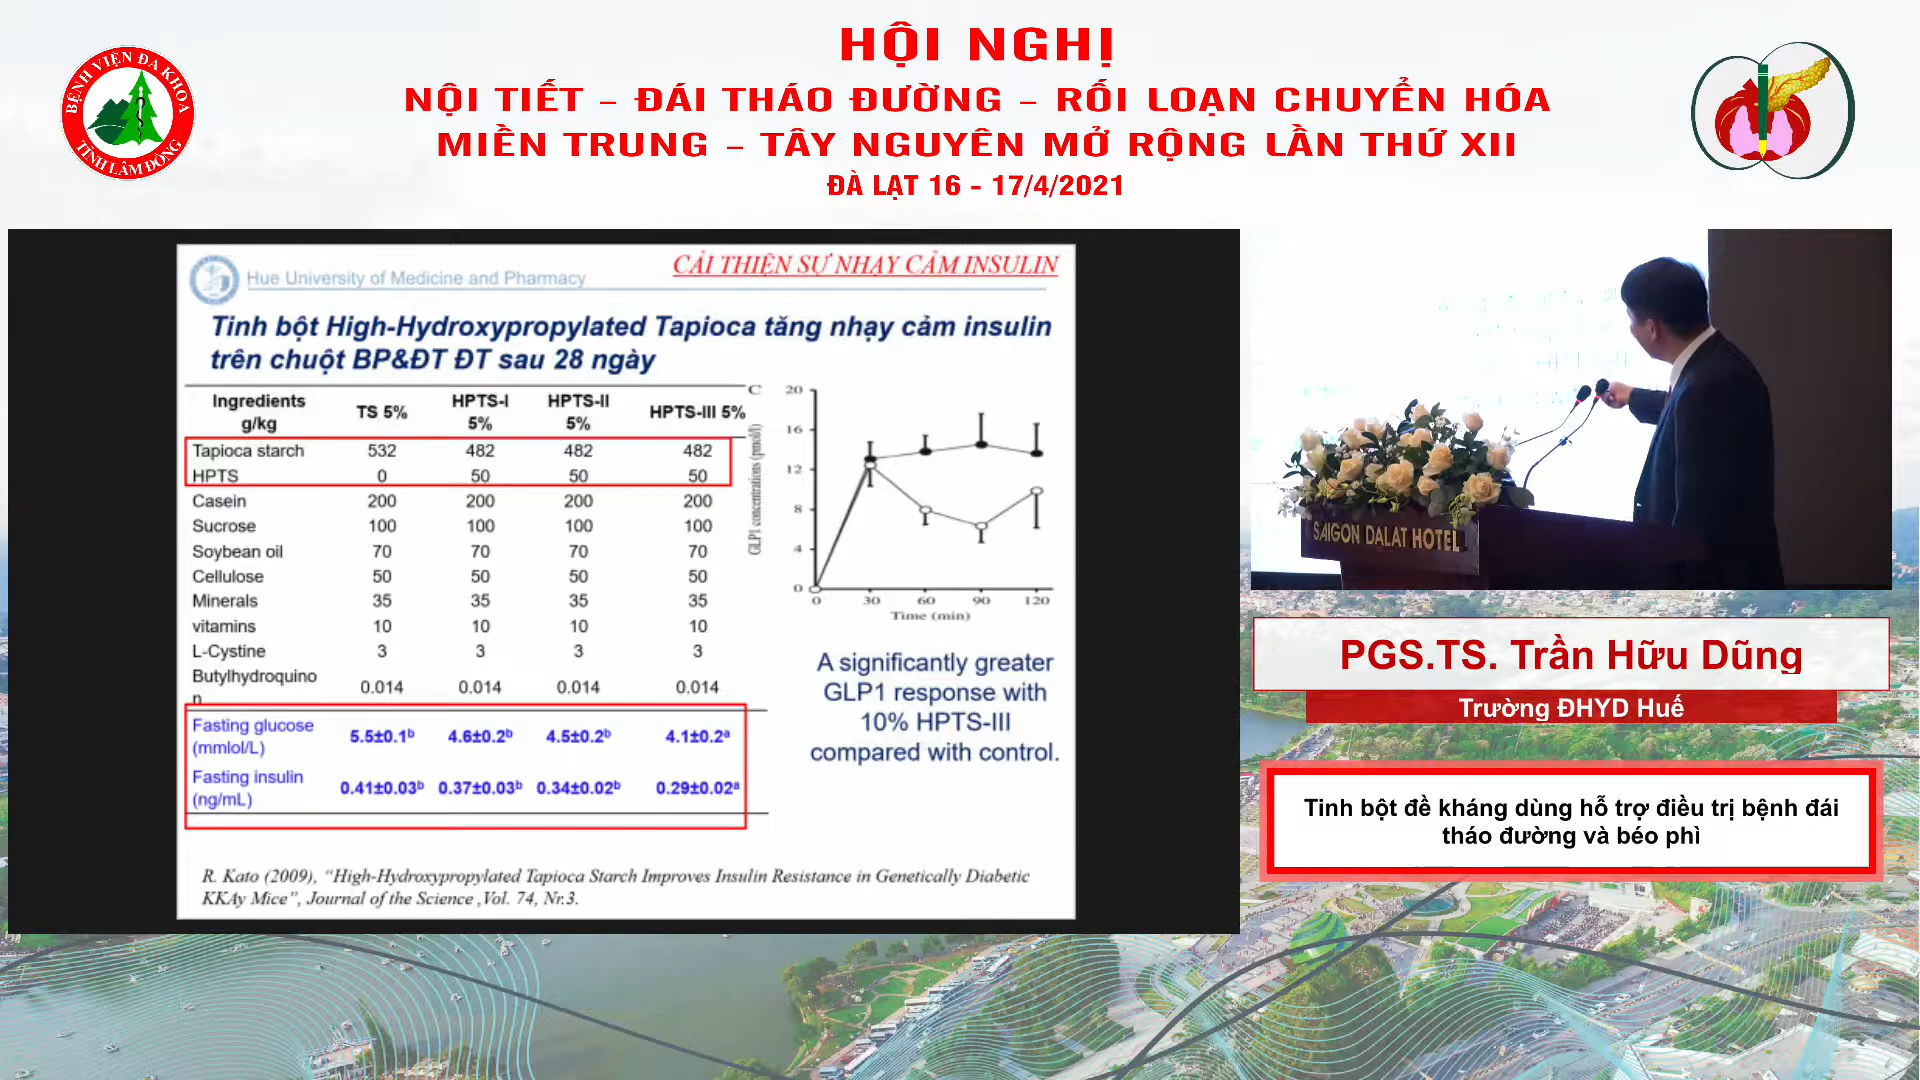 HỘI NGHỊ
NỘI TIẾT – ĐÁI THÁO ĐƯỜNG – RỐI LOẠN CHUYỂN HÓA
MIỀN TRUNG – TÂY NGUYÊN MỞ RỘNG LẦN THỨ XII
ĐÀ LẠT 16 - 17/4/2021
BỆNH VIỆN ĐA KHOA
TỈNH LÂM ĐỒNG
Hue University of Medicine and Pharmacy
CẢI THIỆN SỰ NHẠY CẢM INSULIN
Tinh bột High-Hydroxypropylated Tapioca tăng nhạy cảm insulin
trên chuột BP&ĐT ĐT sau 28 ngày
Ingredients g/kg TS 5% HPTS-I 5% HPTS-II 5% HPTS-III 5%
Tapioca starch 532 482 482 482
HPTS 0 50 50 50
Casein 200 200 200 200
Sucrose 100 100 100 100
Soybean oil 70 70 70 70
Cellulose 50 50 50 50
Minerals 35 35 35 35
vitamins 10 10 10 10
L-Cystine 3 3 3 3
Butylhydroquinon 0.014 0.014 0.014 0.014
Fasting glucose (mmlol/L) 5.5±0.1b 4.6±0.2b 4.5±0.2b 4.1±0.2a
Fasting insulin (ng/mL) 0.41±0.03b 0.37±0.03b 0.34±0.02b 0.29±0.02a
C
GLP1 concentrations (pmol/l)
20
16
12
8
4
0
0 30 60 90 120
Time (min)
A significantly greater
GLP1 response with
10% HPTS-III
compared with control.
R. Kato (2009), “High-Hydroxypropylated Tapioca Starch Improves Insulin Resistance in Genetically Diabetic
KKAy Mice”, Journal of the Science ,Vol. 74, Nr.3.
SAIGON DALAT HOTEL
PGS.TS. Trần Hữu Dũng
Trường ĐHYD Huế
Tinh bột đề kháng dùng hỗ trợ điều trị bệnh đái
tháo đường và béo phì